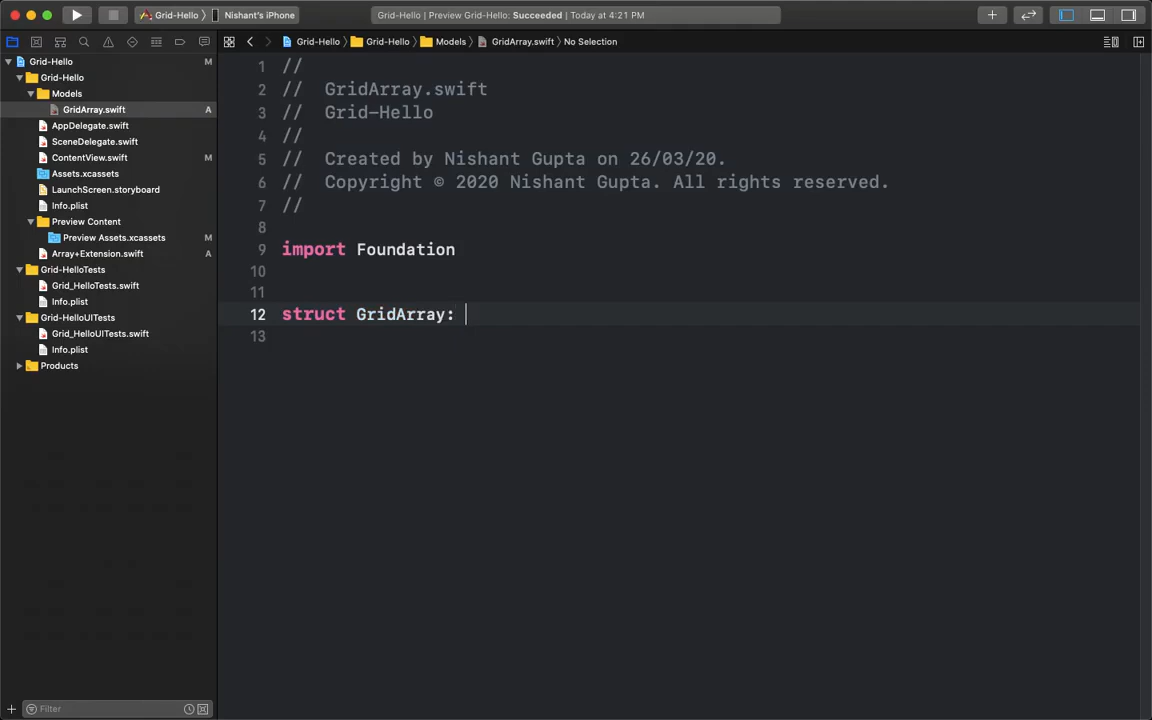 Grid-Hello 〉 Nishant's iPhone
Grid-Hello | Preview Grid-Hello: Succeeded | Today at 4:21 PM
Grid-Hello 〉 Grid-Hello 〉 Models 〉 GridArray.swift 〉 No Selection
Grid-Hello M
Grid-Hello
Models
GridArray.swift A
AppDelegate.swift
SceneDelegate.swift
ContentView.swift M
Assets.xcassets
LaunchScreen.storyboard
Info.plist
Preview Content
Preview Assets.xcassets M
Array+Extension.swift A
Grid-HelloTests
Grid_HelloTests.swift
Info.plist
Grid-HelloUITests
Grid_HelloUITests.swift
Info.plist
Products
Filter
1 //
2 // GridArray.swift
3 // Grid-Hello
4 //
5 // Created by Nishant Gupta on 26/03/20.
6 // Copyright © 2020 Nishant Gupta. All rights reserved.
7 //
8
9 import Foundation
10
11
12 struct GridArray:
13